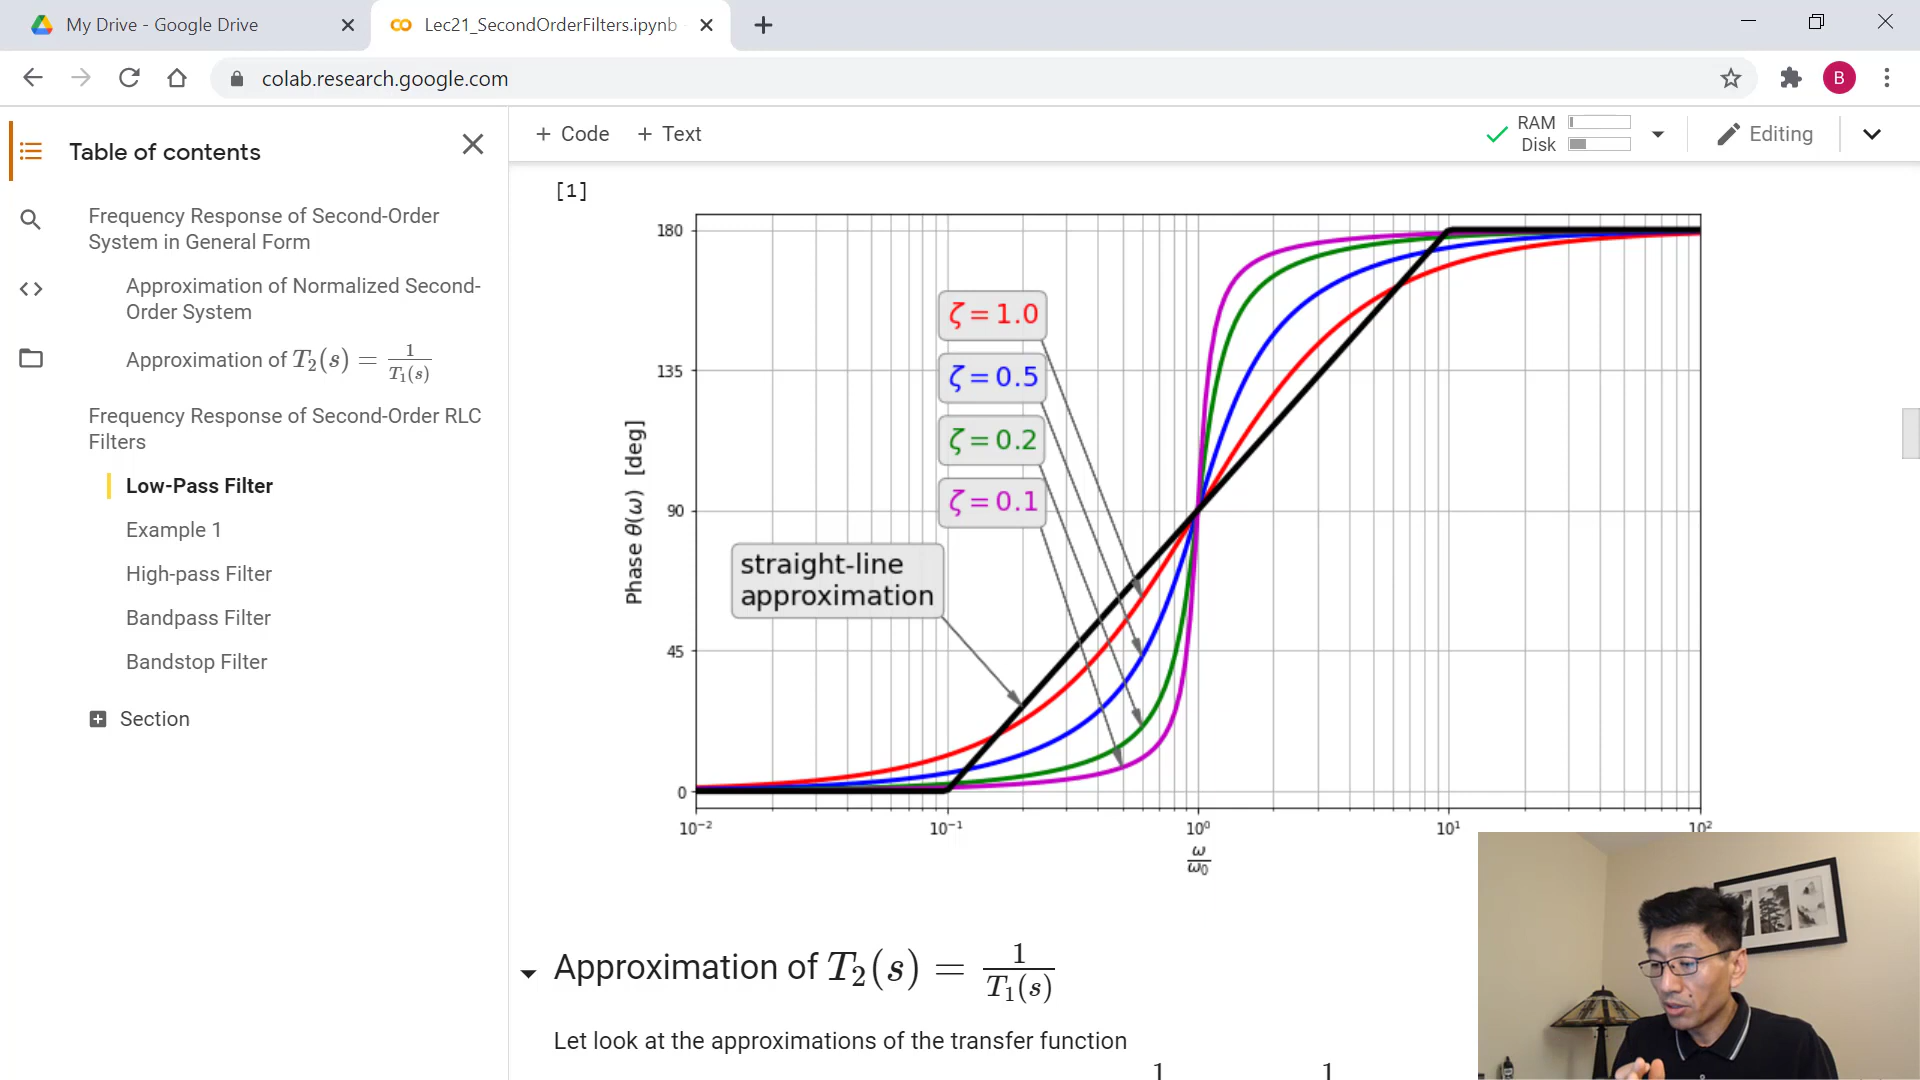 My Drive - Google Drive
Lec21_SecondOrderFilters.ipynb
colab.research.google.com
B
Table of contents
+ Code + Text
RAM
Disk
Editing
Frequency Response of Second-Order
System in General Form
Approximation of Normalized Second-
Order System
Approximation of T₂(s) = 1/T₁(s)
Frequency Response of Second-Order RLC
Filters
Low-Pass Filter
Example 1
High-pass Filter
Bandpass Filter
Bandstop Filter
Section
[1]
180
135
90
45
0
Phase θ(ω) [deg]
ζ = 1.0
ζ = 0.5
ζ = 0.2
ζ = 0.1
straight-line
approximation
10⁻² 10⁻¹ 10⁰ 10¹ 10²
ω/ω₀
Approximation of T₂(s) = 1/T₁(s)
Let look at the approximations of the transfer function
1 1